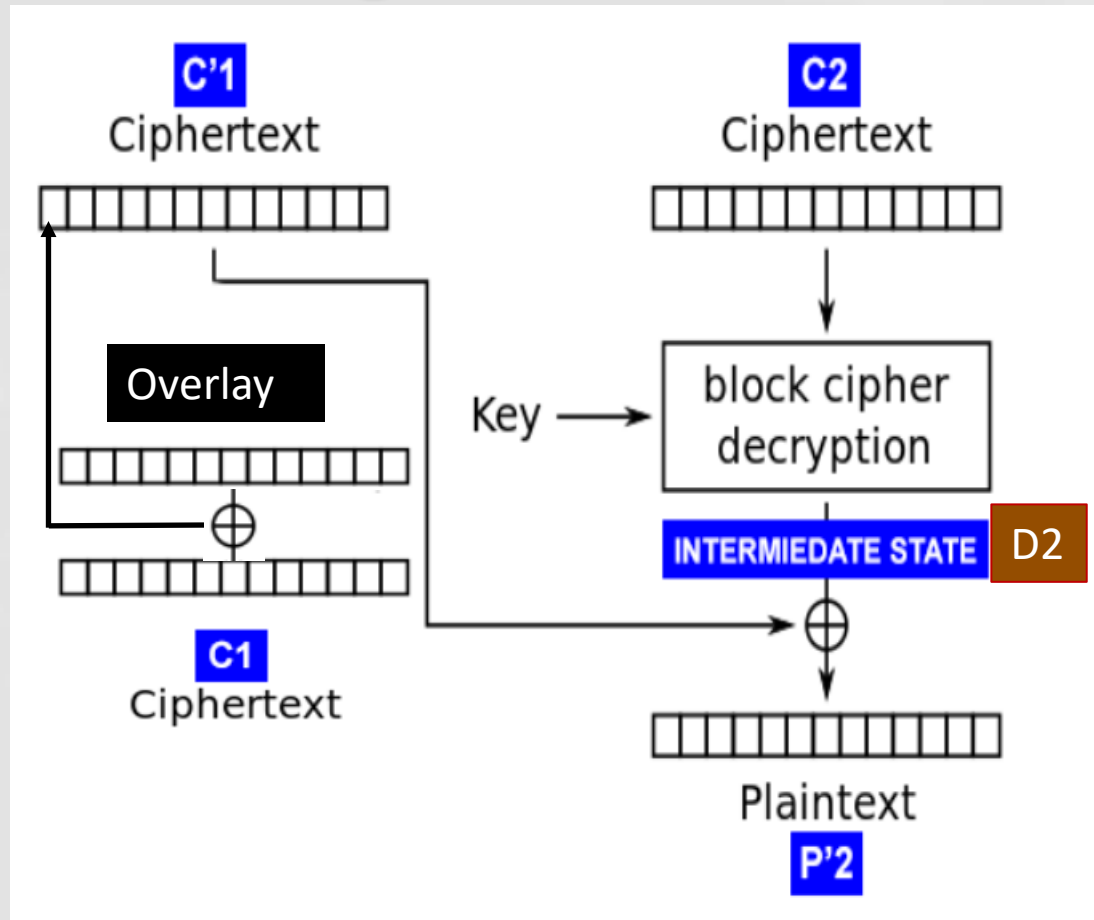 C’1
Ciphertext
C2
Ciphertext
Overlay
Key
block cipher
decryption
INTERMIEDATE STATE
D2
C1
Ciphertext
Plaintext
P’2